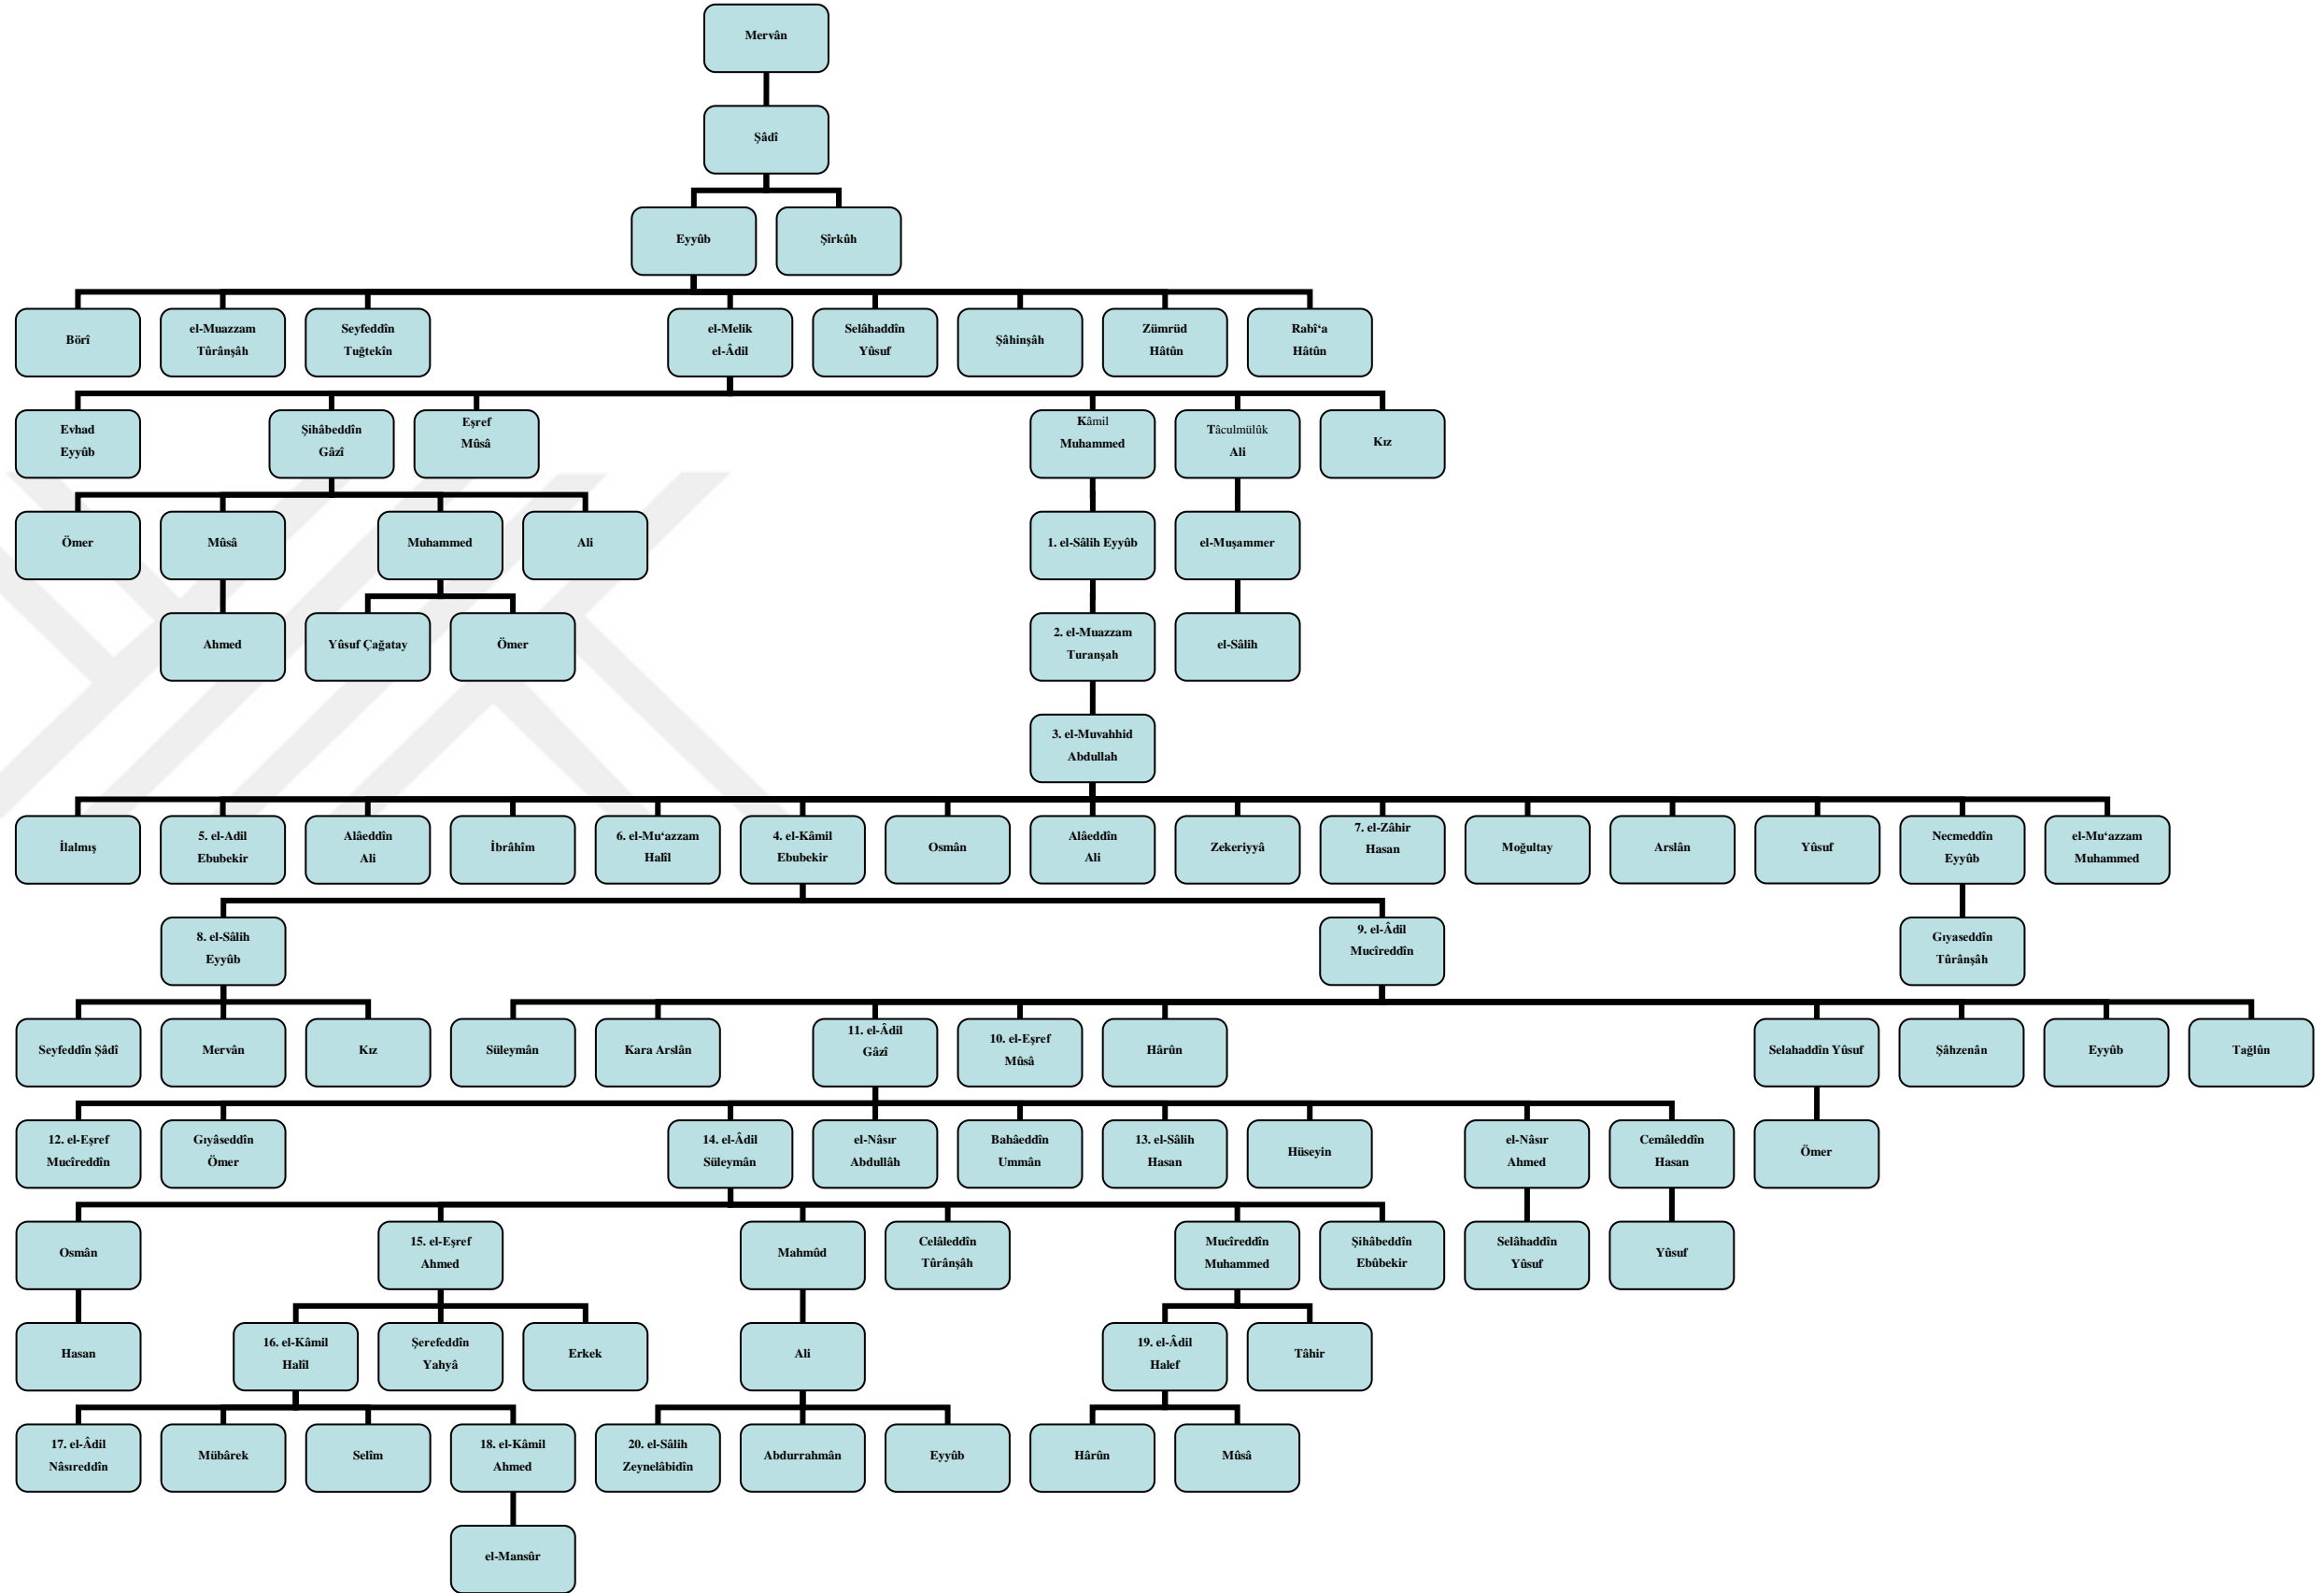 Mervân
Şâdî
Eyyûb
Şîrkûh
Börî
el-Muazzam
Tûrânşâh
Seyfeddîn
Tuğtekîn
el-Melik
el-Âdil
Selâhaddîn
Yûsuf
Şâhinşâh
Zümrüd
Hâtûn
Rabî‘a
Hâtûn
Evhad
Eyyûb
Şihâbeddîn
Gâzî
Eşref
Mûsâ
Kâmil
Muhammed
Tâculmülûk
Ali
Kız
Ömer
Mûsâ
Muhammed
Ali
1. el-Sâlih Eyyûb
el-Muşammer
Ahmed
Yûsuf Çağatay
Ömer
2. el-Muazzam
Turanşah
el-Sâlih
3. el-Muvahhid
Abdullah
İlalmış
5. el-Adil
Ebubekir
Alâeddîn
Ali
İbrâhîm
6. el-Mu‘azzam
Halîl
4. el-Kâmil
Ebubekir
Osmân
Alâeddîn
Ali
Zekeriyyâ
7. el-Zâhir
Hasan
Moğultay
Arslân
Yûsuf
Necmeddîn
Eyyûb
el-Mu‘azzam
Muhammed
8. el-Sâlih
Eyyûb
9. el-Âdil
Mucîreddîn
Gıyaseddîn
Tûrânşâh
Seyfeddîn Şâdî
Mervân
Kız
Süleymân
Kara Arslân
11. el-Âdil
Gâzî
10. el-Eşref
Mûsâ
Hârûn
Selahaddîn Yûsuf
Şâhzenân
Eyyûb
Tağlûn
12. el-Eşref
Mucîreddîn
Gıyâseddîn
Ömer
14. el-Âdil
Süleymân
el-Nâsır
Abdullâh
Bahâeddîn
Ummân
13. el-Sâlih
Hasan
Hüseyin
el-Nâsır
Ahmed
Cemâleddîn
Hasan
Ömer
Osmân
15. el-Eşref
Ahmed
Mahmûd
Celâleddîn
Tûrânşâh
Mucîreddîn
Muhammed
Şihâbeddîn
Ebûbekir
Selâhaddîn
Yûsuf
Yûsuf
Hasan
16. el-Kâmil
Halîl
Şerefeddîn
Yahyâ
Erkek
Ali
19. el-Âdil
Halef
Tâhir
17. el-Âdil
Nâsıreddîn
Mübârek
Selîm
18. el-Kâmil
Ahmed
20. el-Sâlih
Zeynelâbidîn
Abdurrahmân
Eyyûb
Hârûn
Mûsâ
el-Mansûr